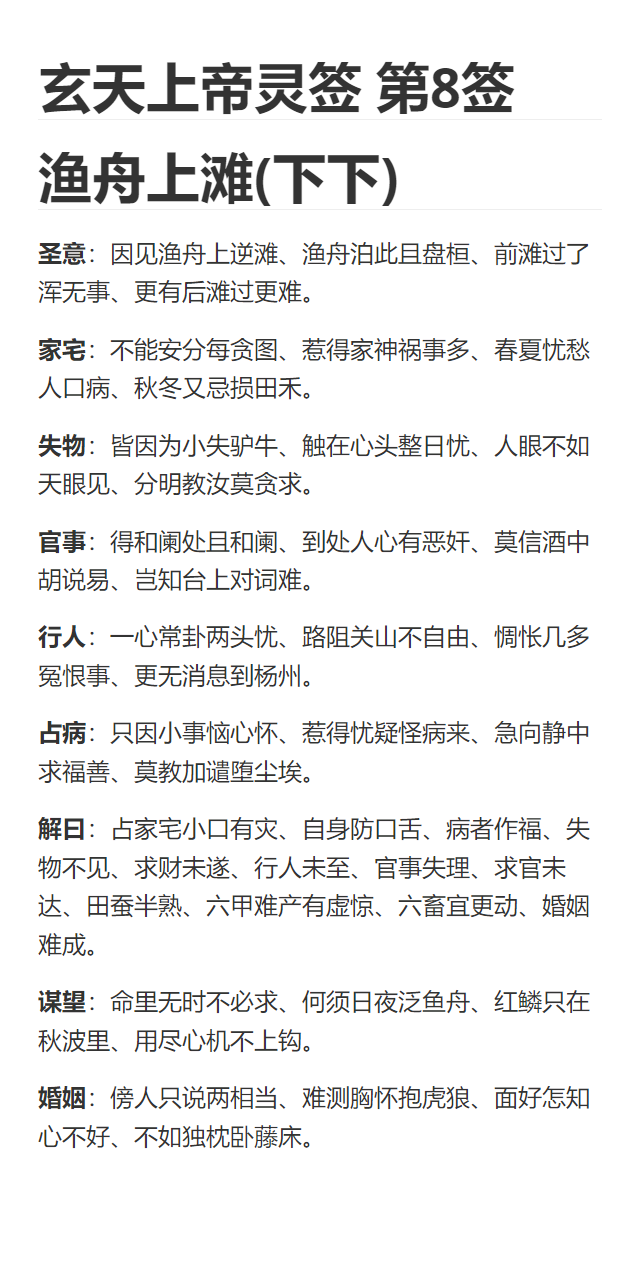 玄天上帝灵签 第8签
渔舟上滩(下下)
圣意：因见渔舟上逆滩、渔舟泊此且盘桓、前滩过了
浑无事、更有后滩过更难。
家宅：不能安分每贪图、惹得家神祸事多、春夏忧愁
人口病、秋冬又忌损田禾。
失物：皆因为小失驴牛、触在心头整日忧、人眼不如
天眼见、分明教汝莫贪求。
官事：得和阑处且和阑、到处人心有恶奸、莫信酒中
胡说易、岂知台上对词难。
行人：一心常卦两头忧、路阻关山不自由、惆怅几多
冤恨事、更无消息到杨州。
占病：只因小事恼心怀、惹得忧疑怪病来、急向静中
求福善、莫教加谴堕尘埃。
解曰：占家宅小口有灾、自身防口舌、病者作福、失
物不见、求财未遂、行人未至、官事失理、求官未
达、田蚕半熟、六甲难产有虚惊、六畜宜更动、婚姻
难成。
谋望：命里无时不必求、何须日夜泛鱼舟、红鳞只在
秋波里、用尽心机不上钩。
婚姻：傍人只说两相当、难测胸怀抱虎狼、面好怎知
心不好、不如独枕卧藤床。